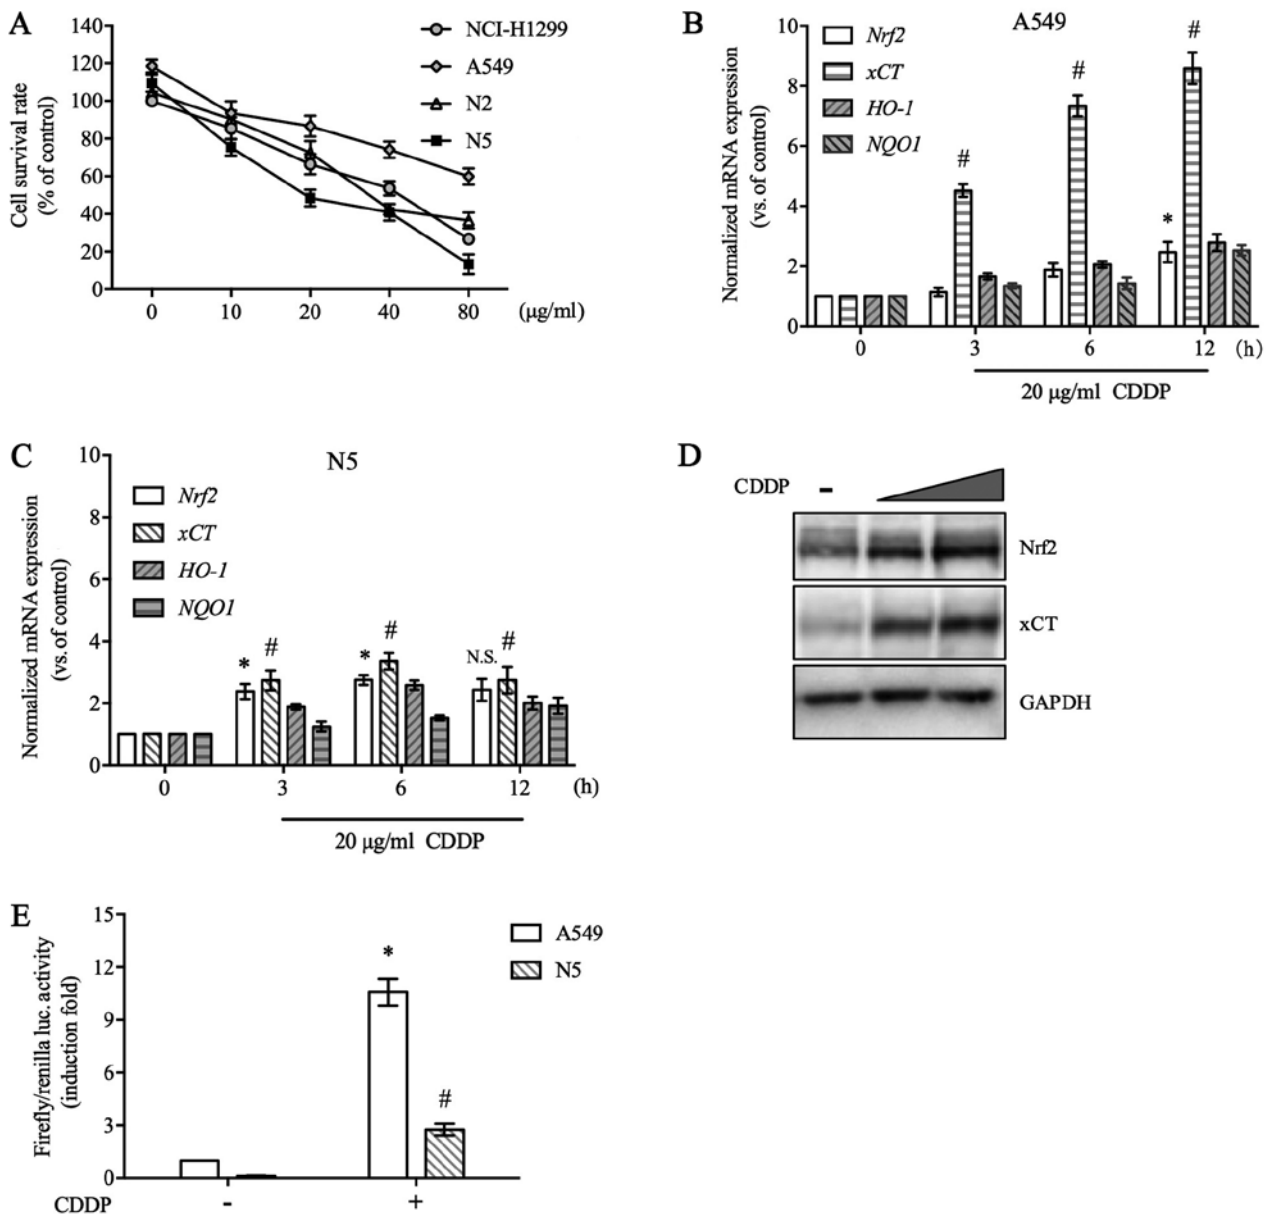 A
Cell survival rate
(% of control)
140
120
100
80
60
40
20
0
0 10 20 40 80 (μg/ml)
NCI-H1299
A549
N2
N5
B
A549
Normalized mRNA expression
(vs. of control)
10
8
6
4
2
0
Nrf2
xCT
HO-1
NQO1
# # # *
0 3 6 12 (h)
20 μg/ml CDDP
C
N5
Normalized mRNA expression
(vs. of control)
10
8
6
4
2
0
Nrf2
xCT
HO-1
NQO1
* # * # N.S. #
0 3 6 12 (h)
20 μg/ml CDDP
D
CDDP -
Nrf2
xCT
GAPDH
E
Firefly/renilla luc. activity
(induction fold)
15
12
9
6
3
0
* #
A549
N5
CDDP - +